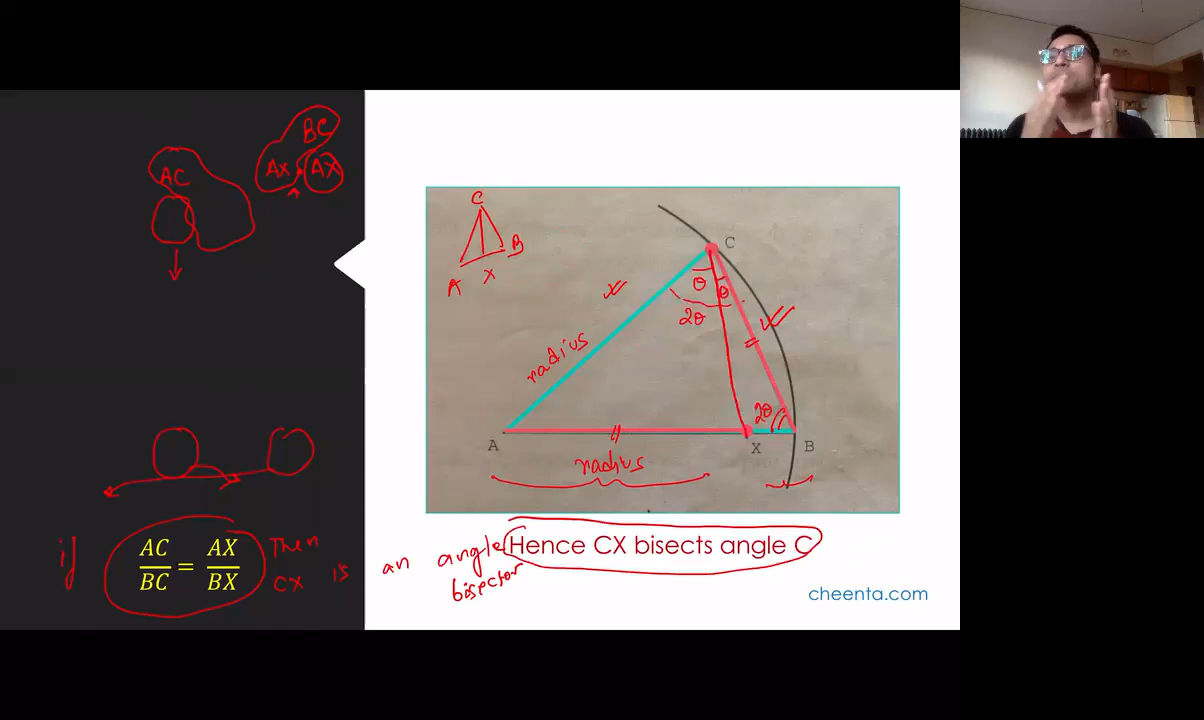 BC
AX . AX
AC
C
A X B
C
θ θ
2θ
radius
2θ
A X B
radius
if AC/BC = AX/BX Then CX is an angle bisector
Hence CX bisects angle C
cheenta.com